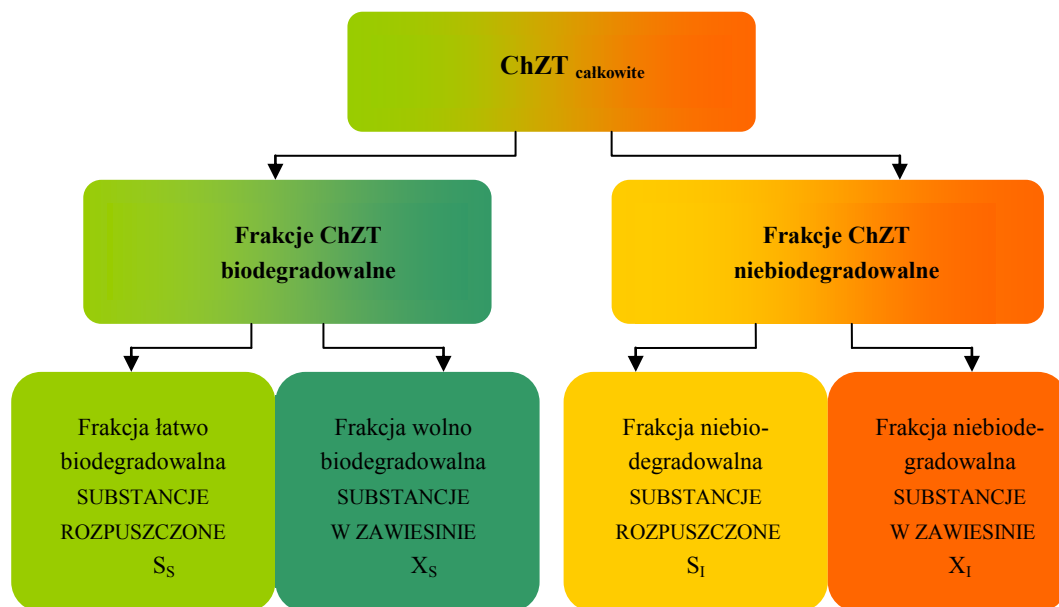 ChZT całkowite
Frakcje ChZT
biodegradowalne
Frakcje ChZT
niebiodegradowalne
Frakcja łatwo
biodegradowalna
SUBSTANCJE
ROZPUSZCZONE
SS
Frakcja wolno
biodegradowalna
SUBSTANCJE
W ZAWIESINIE
XS
Frakcja niebio-
degradowalna
SUBSTANCJE
ROZPUSZCZONE
SI
Frakcja niebiode-
gradowalna
SUBSTANCJE
W ZAWIESINIE
XI